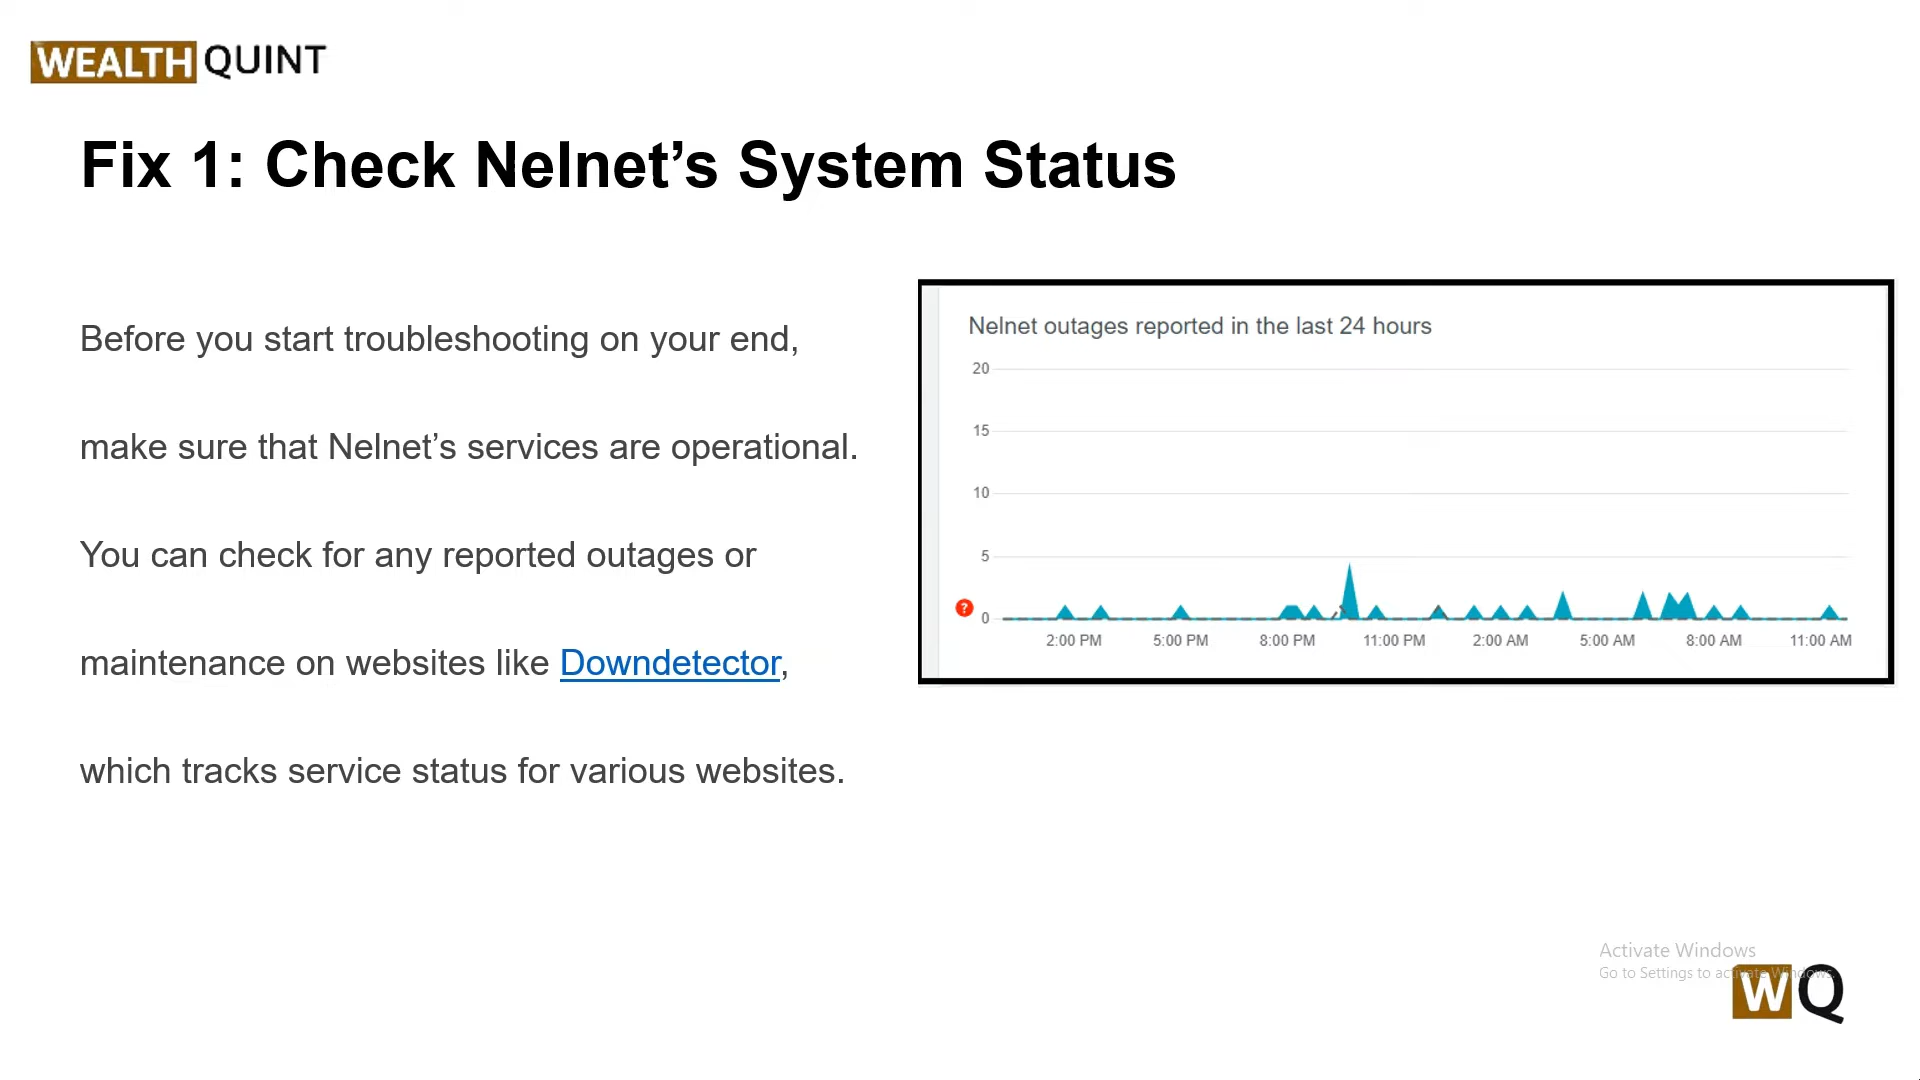 WEALTH QUINT
Fix 1: Check Nelnet’s System Status
Before you start troubleshooting on your end,
make sure that Nelnet’s services are operational.
You can check for any reported outages or
maintenance on websites like Downdetector,
which tracks service status for various websites.
Nelnet outages reported in the last 24 hours
20
15
10
5
?
0
2:00 PM 5:00 PM 8:00 PM 11:00 PM 2:00 AM 5:00 AM 8:00 AM 11:00 AM
Activate Windows
Go to Settings to activate Windows.
WQ